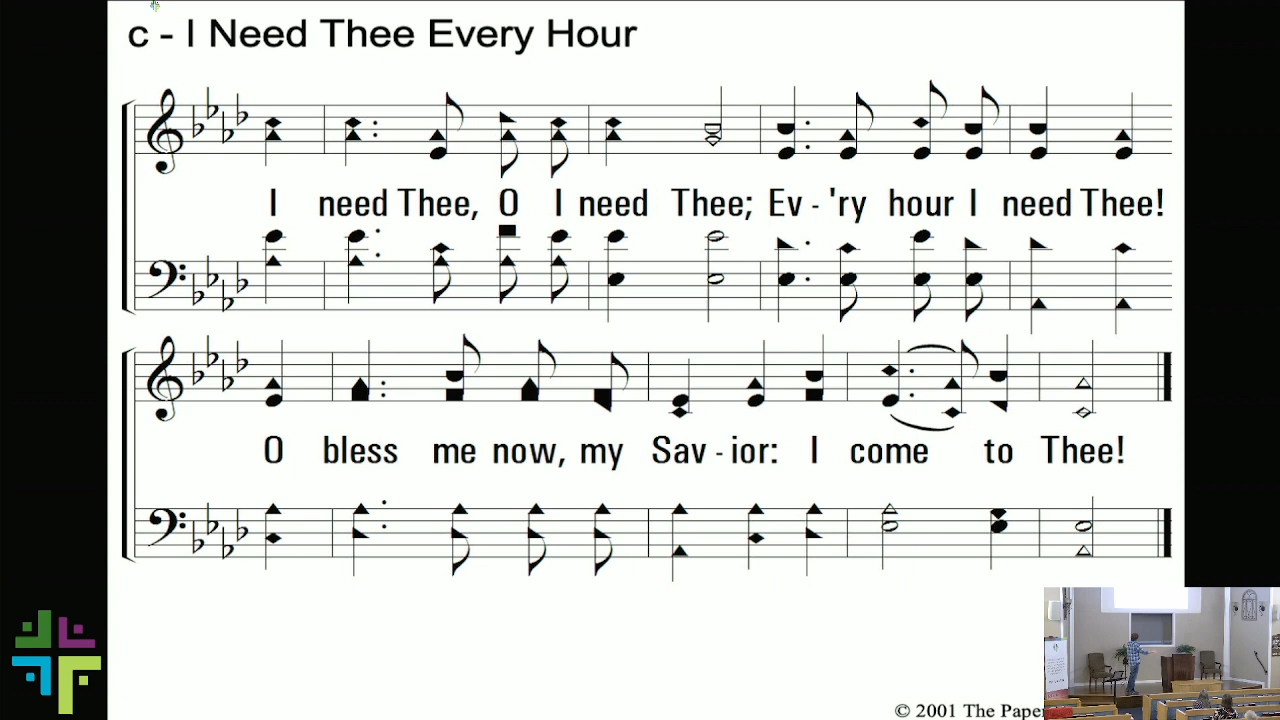 c - I Need Thee Every Hour
I need Thee, O I need Thee; Ev - 'ry hour I need Thee!
O bless me now, my Sav - ior: I come to Thee!
© 2001 The Paper